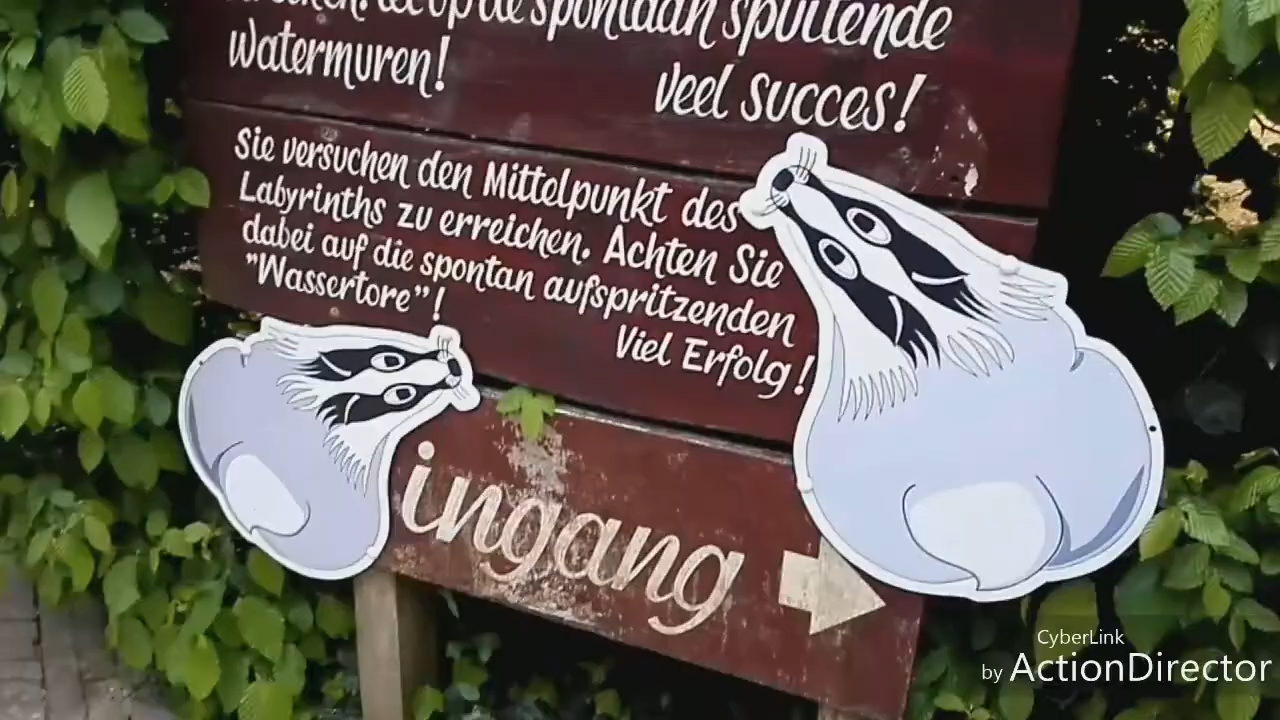 op de spontaan spuitende
watermuren!
veel succes!
Sie versuchen den Mittelpunkt des
Labyrinths zu erreichen. Achten Sie
dabei auf die spontan aufspritzenden
"Wassertore"!
Viel Erfolg!
ingang
CyberLink
by ActionDirector